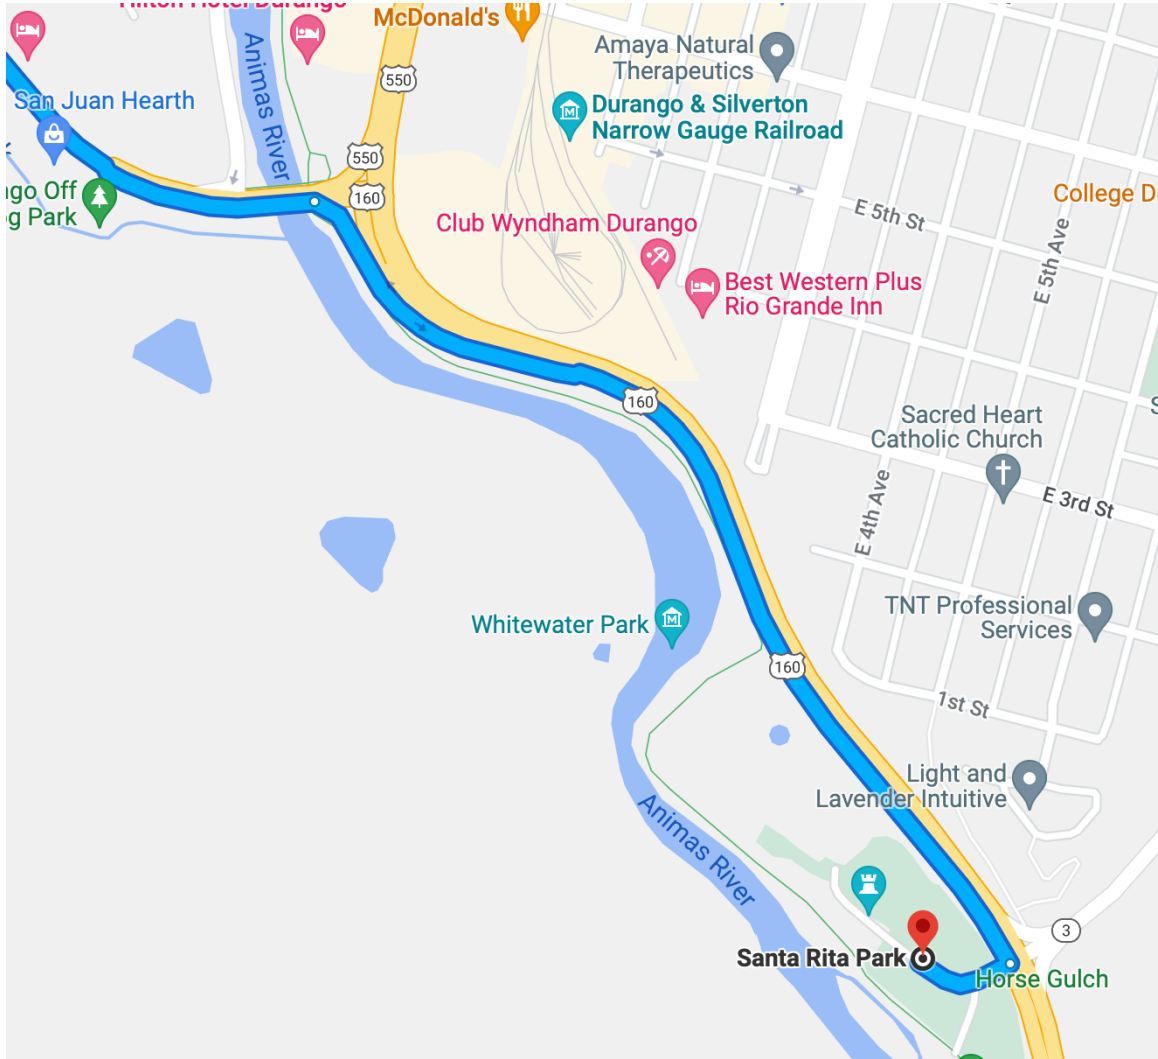 Hilton Hotel Durango
McDonald's
550
Amaya Natural
Therapeutics
Animas River
San Juan Hearth
Durango & Silverton
Narrow Gauge Railroad
550
160
ngo Off
g Park
College D
E 5th St
E 5th Ave
Club Wyndham Durango
Best Western Plus
Rio Grande Inn
160
Sacred Heart
Catholic Church
E 3rd St
E 4th Ave
S
TNT Professional
Services
Whitewater Park
160
1st St
Light and
Lavender Intuitive
Animas River
3
Santa Rita Park
Horse Gulch